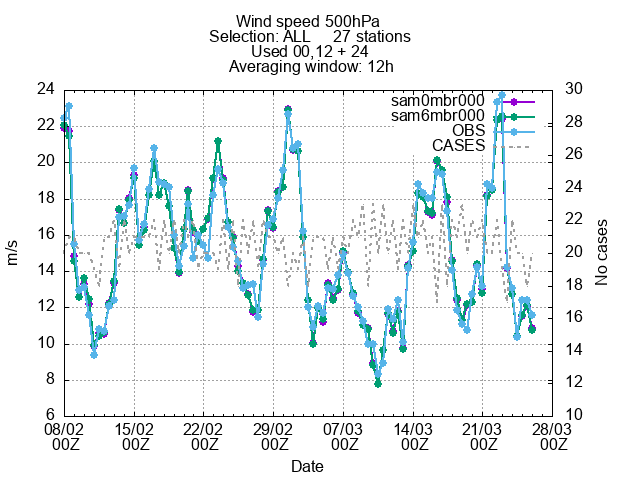 Wind speed 500hPa
Selection: ALL 27 stations
Used 00,12 + 24
Averaging window: 12h
24 30
sam0mbr000
sam6mbr000
OBS
CASES
22 28
20 26
18 24
16 22
14 20
12 18
10 16
8 14
6 12
10
m/s
No cases
08/02 15/02 22/02 29/02 07/03 14/03 21/03 28/03
00Z 00Z 00Z 00Z 00Z 00Z 00Z 00Z
Date